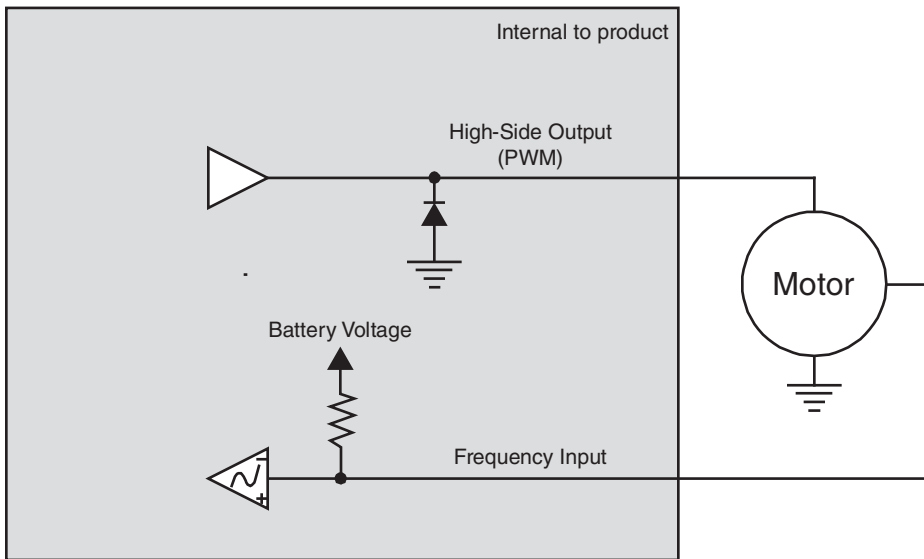 Internal to product
High-Side Output
(PWM)
Motor
Battery Voltage
Frequency Input